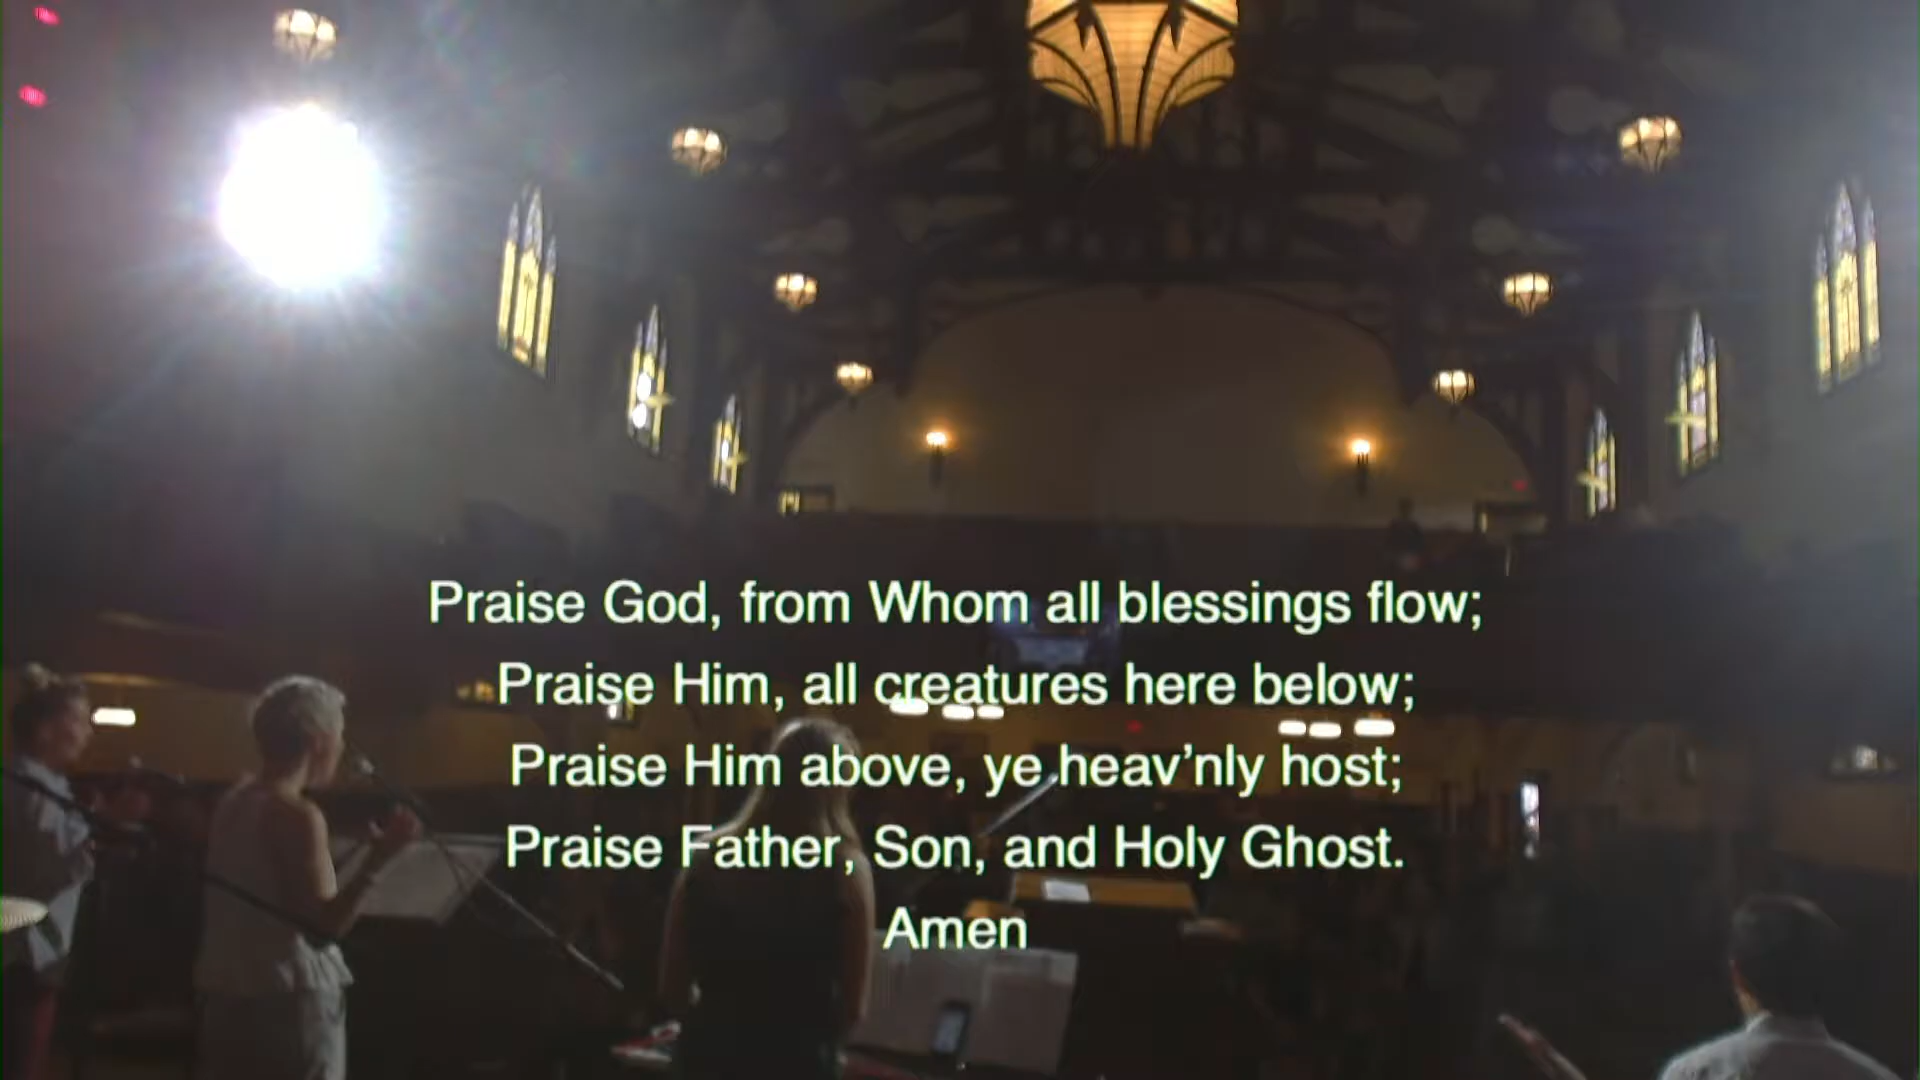 Praise God, from Whom all blessings flow;
Praise Him, all creatures here below;
Praise Him above, ye heav’nly host;
Praise Father, Son, and Holy Ghost.
Amen